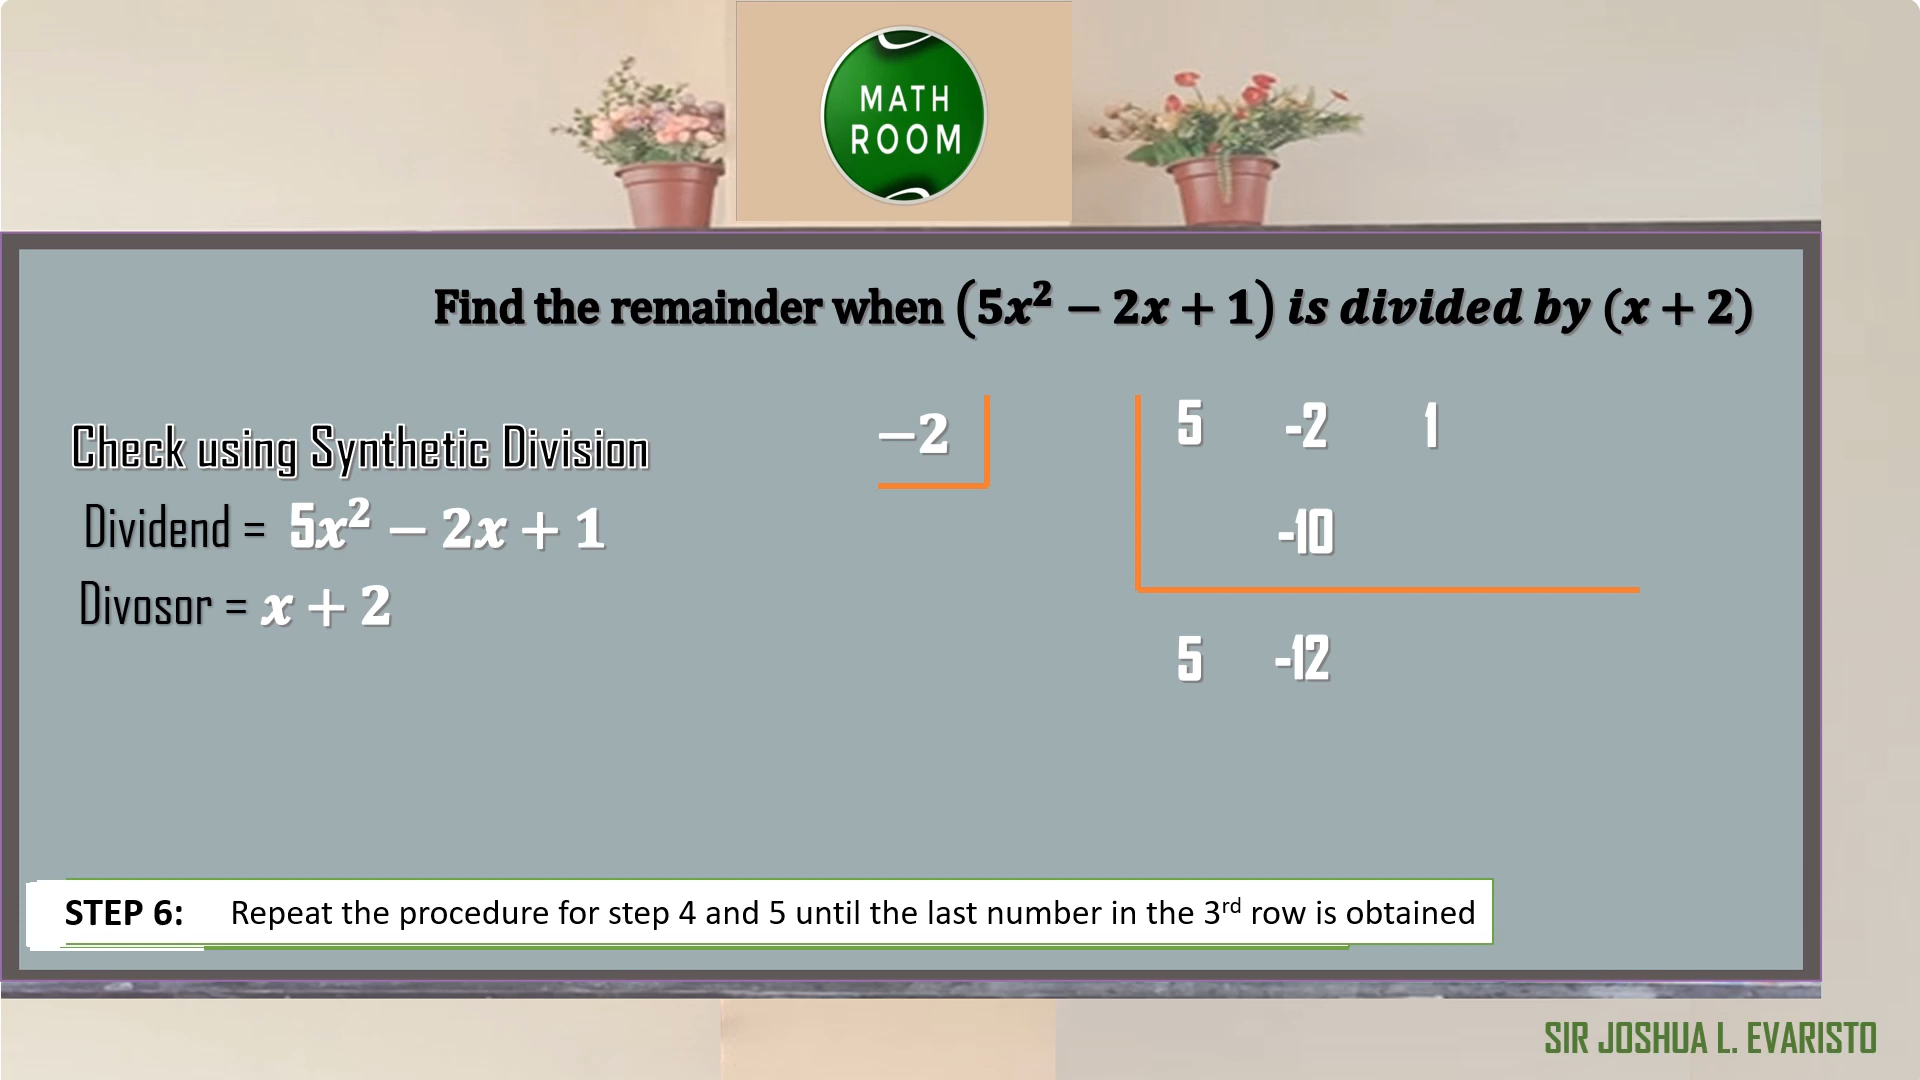 MATH
ROOM
Find the remainder when (5x² − 2x + 1) is divided by (x + 2)
Check using Synthetic Division
Dividend = 5x² − 2x + 1
Divosor = x + 2
−2
5 -2 1
-10
5 -12
STEP 6: Repeat the procedure for step 4 and 5 until the last number in the 3rd row is obtained
SIR JOSHUA L. EVARISTO